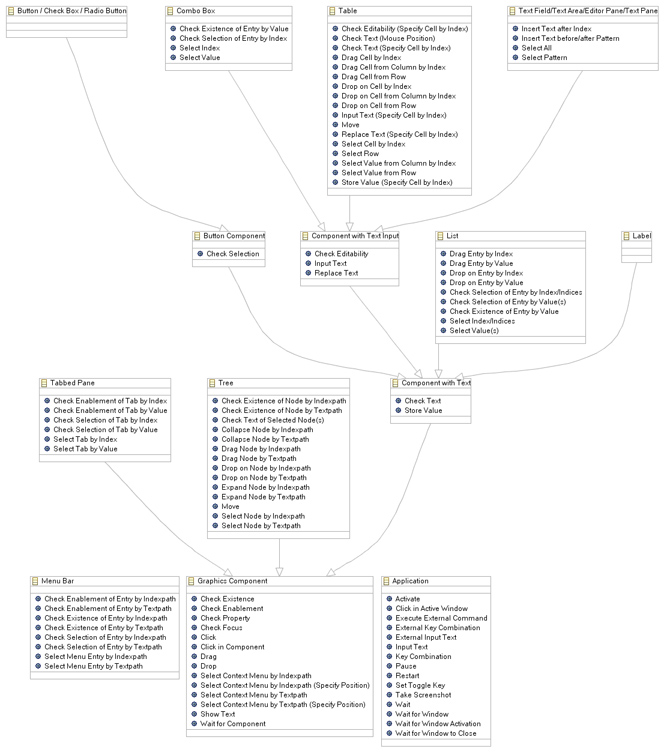 Button / Check Box / Radio Button
Combo Box
Check Existence of Entry by Value
Check Selection of Entry by Index
Select Index
Select Value
Table
Check Editability (Specify Cell by Index)
Check Text (Mouse Position)
Check Text (Specify Cell by Index)
Drag Cell by Index
Drag Cell from Column by Index
Drag Cell from Row
Drop on Cell by Index
Drop on Cell from Column by Index
Drop on Cell from Row
Input Text (Specify Cell by Index)
Move
Replace Text (Specify Cell by Index)
Select Cell by Index
Select Row
Select Value from Column by Index
Select Value from Row
Store Value (Specify Cell by Index)
Text Field/Text Area/Editor Pane/Text Pane
Insert Text after Index
Insert Text before/after Pattern
Select All
Select Pattern
Button Component
Check Selection
Component with Text Input
Check Editability
Input Text
Replace Text
List
Drag Entry by Index
Drag Entry by Value
Drop on Entry by Index
Drop on Entry by Value
Check Selection of Entry by Index/Indices
Check Selection of Entry by Value(s)
Check Existence of Entry by Value
Select Index/Indices
Select Value(s)
Label
Tabbed Pane
Check Enablement of Tab by Index
Check Enablement of Tab by Value
Check Selection of Tab by Index
Check Selection of Tab by Value
Select Tab by Index
Select Tab by Value
Tree
Check Existence of Node by Indexpath
Check Existence of Node by Textpath
Check Text of Selected Node(s)
Collapse Node by Indexpath
Collapse Node by Textpath
Drag Node by Indexpath
Drag Node by Textpath
Drop on Node by Indexpath
Drop on Node by Textpath
Expand Node by Indexpath
Expand Node by Textpath
Move
Select Node by Indexpath
Select Node by Textpath
Component with Text
Check Text
Store Value
Menu Bar
Check Enablement of Entry by Indexpath
Check Enablement of Entry by Textpath
Check Existence of Entry by Indexpath
Check Existence of Entry by Textpath
Check Selection of Entry by Indexpath
Check Selection of Entry by Textpath
Select Menu Entry by Indexpath
Select Menu Entry by Textpath
Graphics Component
Check Existence
Check Enablement
Check Property
Check Focus
Click
Click in Component
Drag
Drop
Select Context Menu by Indexpath
Select Context Menu by Indexpath (Specify Position)
Select Context Menu by Textpath
Select Context Menu by Textpath (Specify Position)
Show Text
Wait for Component
Application
Activate
Click in Active Window
Execute External Command
External Key Combination
External Input Text
Input Text
Key Combination
Pause
Restart
Set Toggle Key
Take Screenshot
Wait
Wait for Window
Wait for Window Activation
Wait for Window to Close